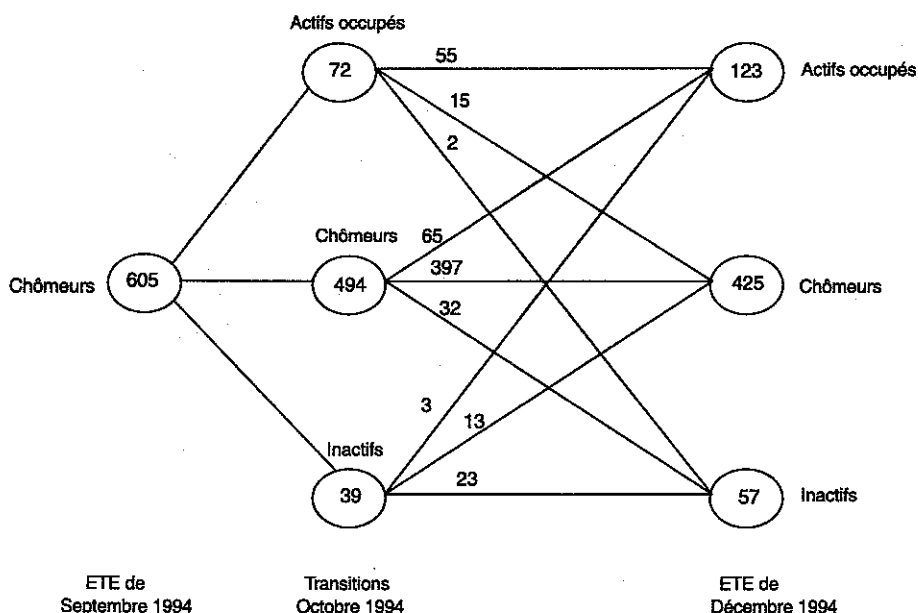 Actifs occupés
72
55
123
Actifs occupés
15
2
Chômeurs
605
Chômeurs
494
65
397
32
425
Chômeurs
Inactifs
39
3
13
23
57
Inactifs
ETE de
Septembre 1994
Transitions
Octobre 1994
ETE de
Décembre 1994